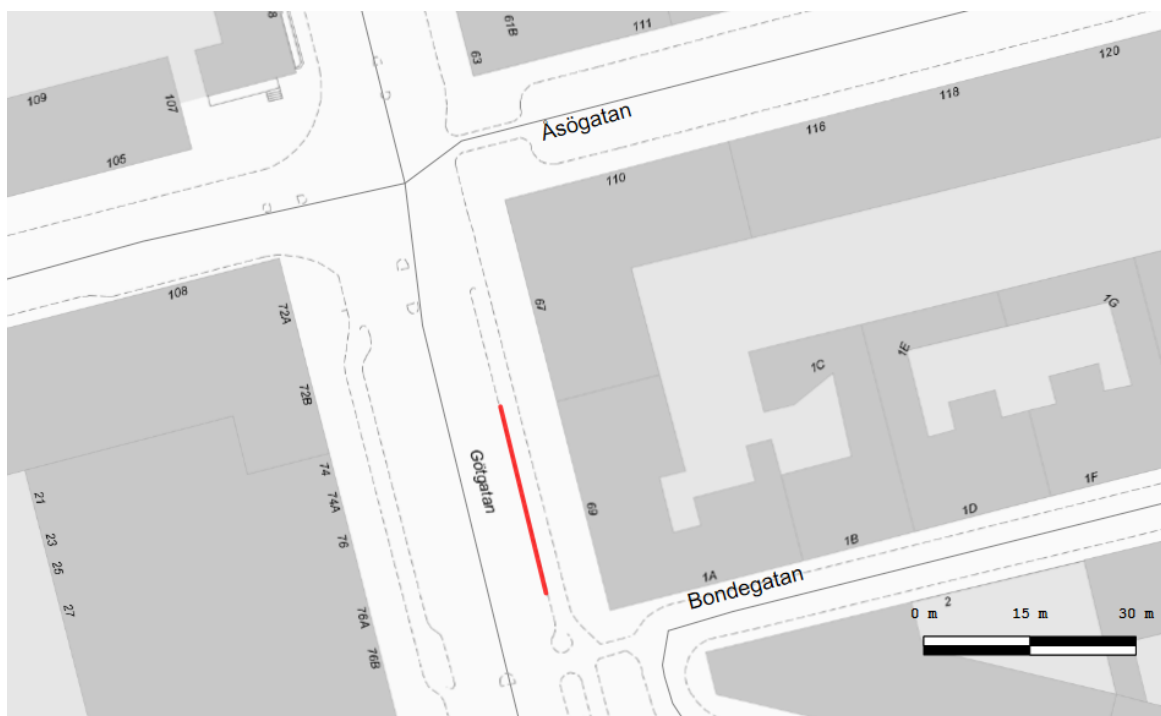 8
61B
111
63
120
109
107
118
Åsögatan
116
105
110
108
72A
67
1G
1E
1C
72B
Götgatan
74
21
74A
69
1F
23
76
1D
1B
25
1A
27
Bondegatan
76A
2
0 m 15 m 30 m
76B